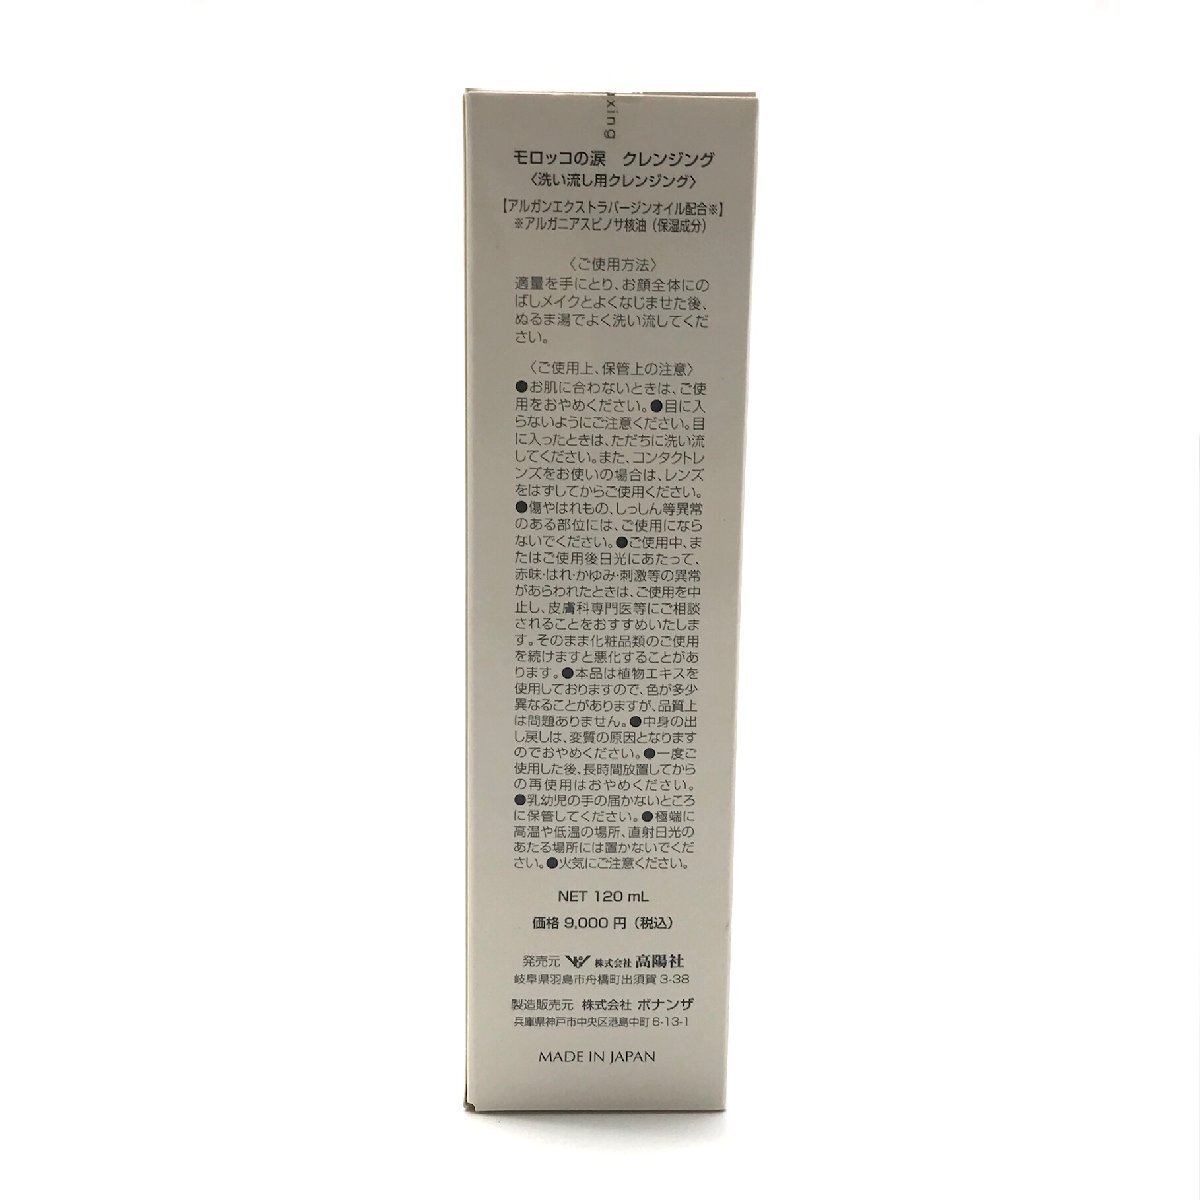 xing
モロッコの涙 クレンジング
〈洗い流し用クレンジング〉
【アルガンエクストラバージンオイル配合※】
※アルガニアスピノサ核油（保湿成分）
〈ご使用方法〉
適量を手にとり、お顔全体にの
ばしメイクとよくなじませた後、
ぬるま湯でよく洗い流してくだ
さい。
〈ご使用上、保管上の注意〉
●お肌に合わないときは、ご使
用をおやめください。●目に入
らないようにご注意ください。目
に入ったときは、ただちに洗い流
してください。また、コンタクトレ
ンズをお使いの場合は、レンズ
をはずしてからご使用ください。
●傷やはれもの、しっしん等異常
のある部位には、ご使用になら
ないでください。●ご使用中、ま
たはご使用後日光にあたって、
赤味・はれ・かゆみ・刺激等の異常
があらわれたときは、ご使用を中
止し、皮膚科専門医等にご相談
されることをおすすめいたしま
す。そのまま化粧品類のご使用
を続けますと悪化することがあ
ります。●本品は植物エキスを
使用しておりますので、色が多少
異なることがありますが、品質上
は問題ありません。●中身の出
し戻しは、変質の原因となります
のでおやめください。●一度ご
使用した後、長時間放置してから
の再使用はおやめください。
●乳幼児の手の届かないところ
に保管してください。●極端に
高温や低温の場所、直射日光の
あたる場所には置かないでくだ
さい。●火気にご注意ください。
NET 120 mL
価格 9,000 円（税込）
発売元 株式会社 高陽社
岐阜県羽島市舟橋町出須賀 3-38
製造販売元 株式会社 ボナンザ
兵庫県神戸市中央区港島中町 6-13-1
MADE IN JAPAN